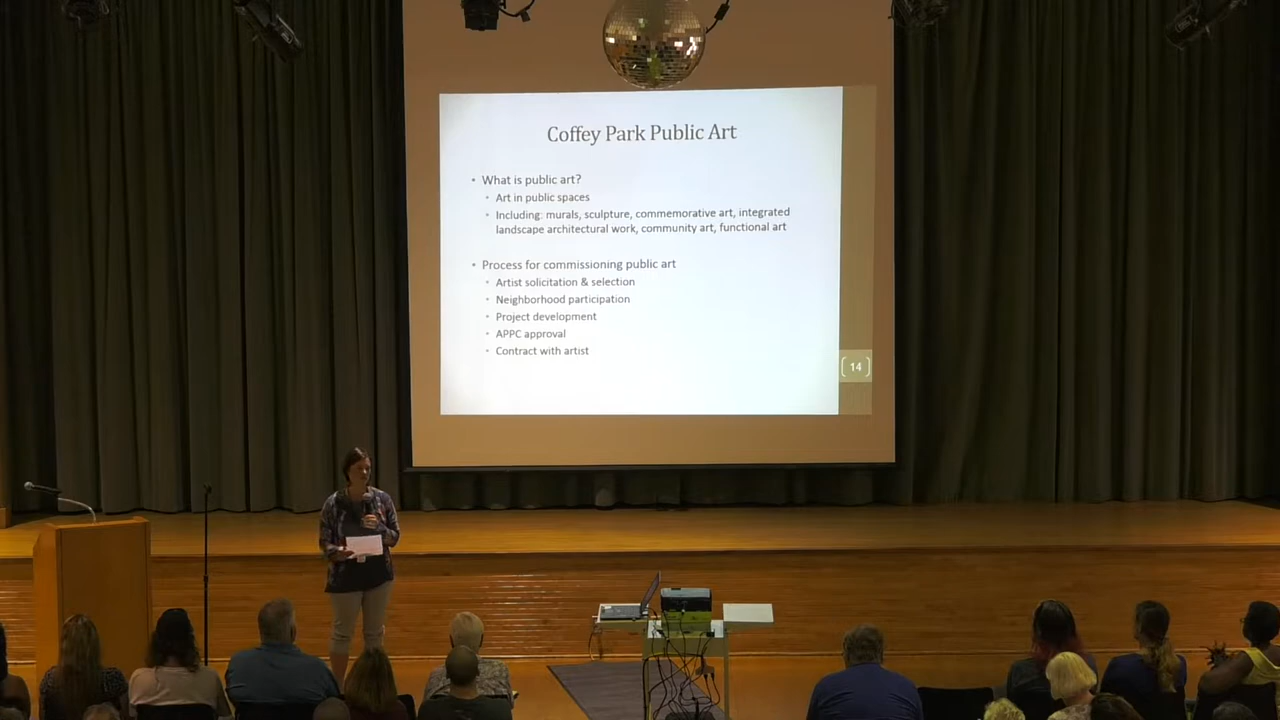 Coffey Park Public Art
• What is public art?
• Art in public spaces
• Including: murals, sculpture, commemorative art, integrated
landscape architectural work, community art, functional art
• Process for commissioning public art
• Artist solicitation & selection
• Neighborhood participation
• Project development
• APPC approval
• Contract with artist
14